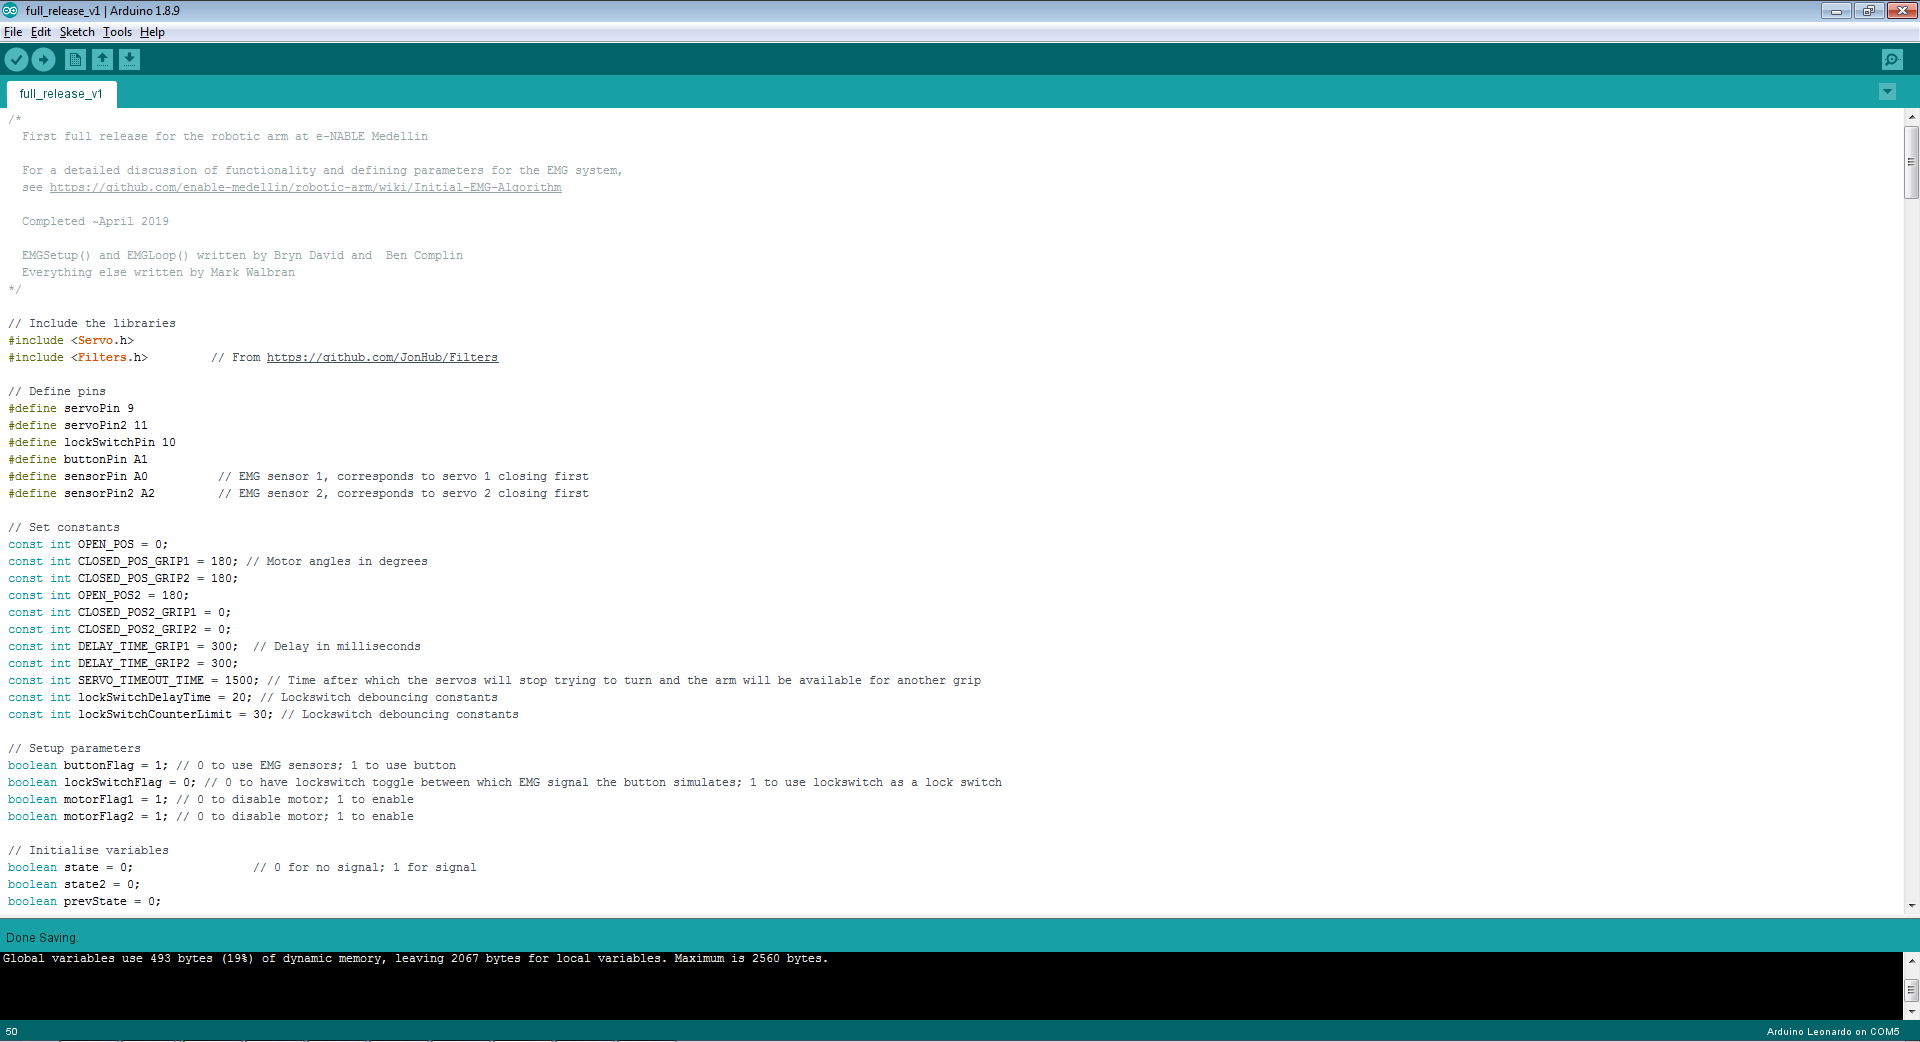 full_release_v1 | Arduino 1.8.9
File Edit Sketch Tools Help
full_release_v1
/*
First full release for the robotic arm at e-NABLE Medellin
For a detailed discussion of functionality and defining parameters for the EMG system,
see https://github.com/enable-medellin/robotic-arm/wiki/Initial-EMG-Algorithm
Completed ~April 2019
EMGSetup() and EMGLoop() written by Bryn David and  Ben Complin
Everything else written by Mark Walbran
*/
// Include the libraries
#include <Servo.h>
#include <Filters.h>         // From https://github.com/JonHub/Filters
// Define pins
#define servoPin 9
#define servoPin2 11
#define lockSwitchPin 10
#define buttonPin A1
#define sensorPin A0          // EMG sensor 1, corresponds to servo 1 closing first
#define sensorPin2 A2         // EMG sensor 2, corresponds to servo 2 closing first
// Set constants
const int OPEN_POS = 0;
const int CLOSED_POS_GRIP1 = 180; // Motor angles in degrees
const int CLOSED_POS_GRIP2 = 180;
const int OPEN_POS2 = 180;
const int CLOSED_POS2_GRIP1 = 0;
const int CLOSED_POS2_GRIP2 = 0;
const int DELAY_TIME_GRIP1 = 300;  // Delay in milliseconds
const int DELAY_TIME_GRIP2 = 300;
const int SERVO_TIMEOUT_TIME = 1500; // Time after which the servos will stop trying to turn and the arm will be available for another grip
const int lockSwitchDelayTime = 20; // Lockswitch debouncing constants
const int lockSwitchCounterLimit = 30; // Lockswitch debouncing constants
// Setup parameters
boolean buttonFlag = 1; // 0 to use EMG sensors; 1 to use button
boolean lockSwitchFlag = 0; // 0 to have lockswitch toggle between which EMG signal the button simulates; 1 to use lockswitch as a lock switch
boolean motorFlag1 = 1; // 0 to disable motor; 1 to enable
boolean motorFlag2 = 1; // 0 to disable motor; 1 to enable
// Initialise variables
boolean state = 0;                 // 0 for no signal; 1 for signal
boolean state2 = 0;
boolean prevState = 0;
Done Saving.
Global variables use 493 bytes (19%) of dynamic memory, leaving 2067 bytes for local variables. Maximum is 2560 bytes.
50
Arduino Leonardo on COM5